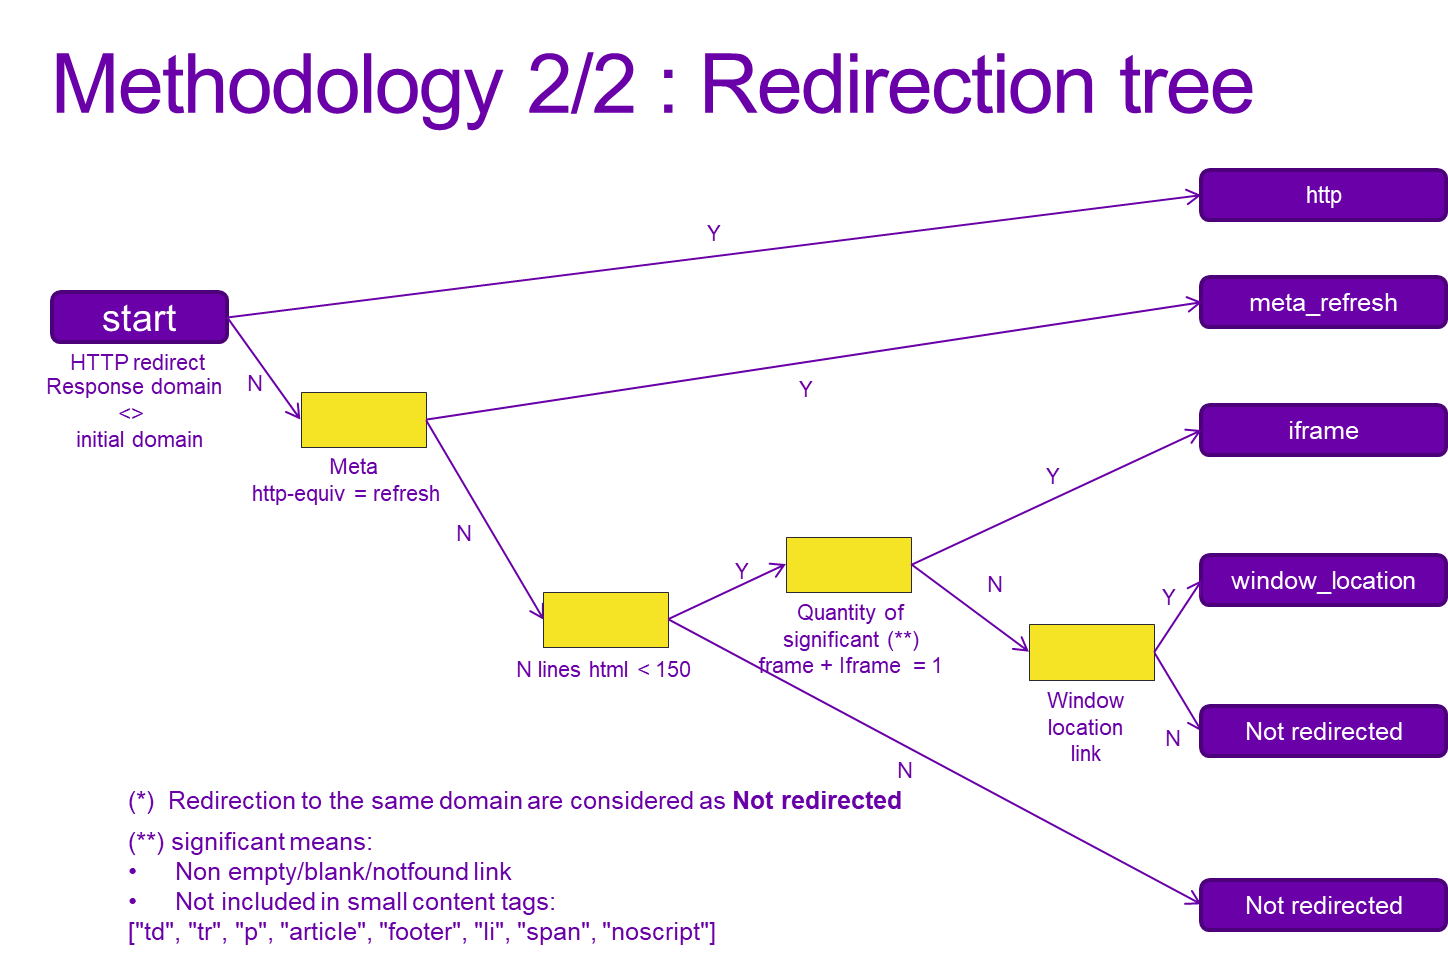 Methodology 2/2 : Redirection tree
http
Y
meta_refresh
start
HTTP redirect
Response domain
<>
initial domain
N
Y
Meta
http-equiv = refresh
iframe
Y
N
Y
N
Quantity of
significant (**)
frame + Iframe = 1
window_location
Y
N lines html < 150
Window
location
link
Not redirected
N
N
(*) Redirection to the same domain are considered as Not redirected
(**) significant means:
• Non empty/blank/notfound link
• Not included in small content tags:
["td", "tr", "p", "article", "footer", "li", "span", "noscript"]
Not redirected